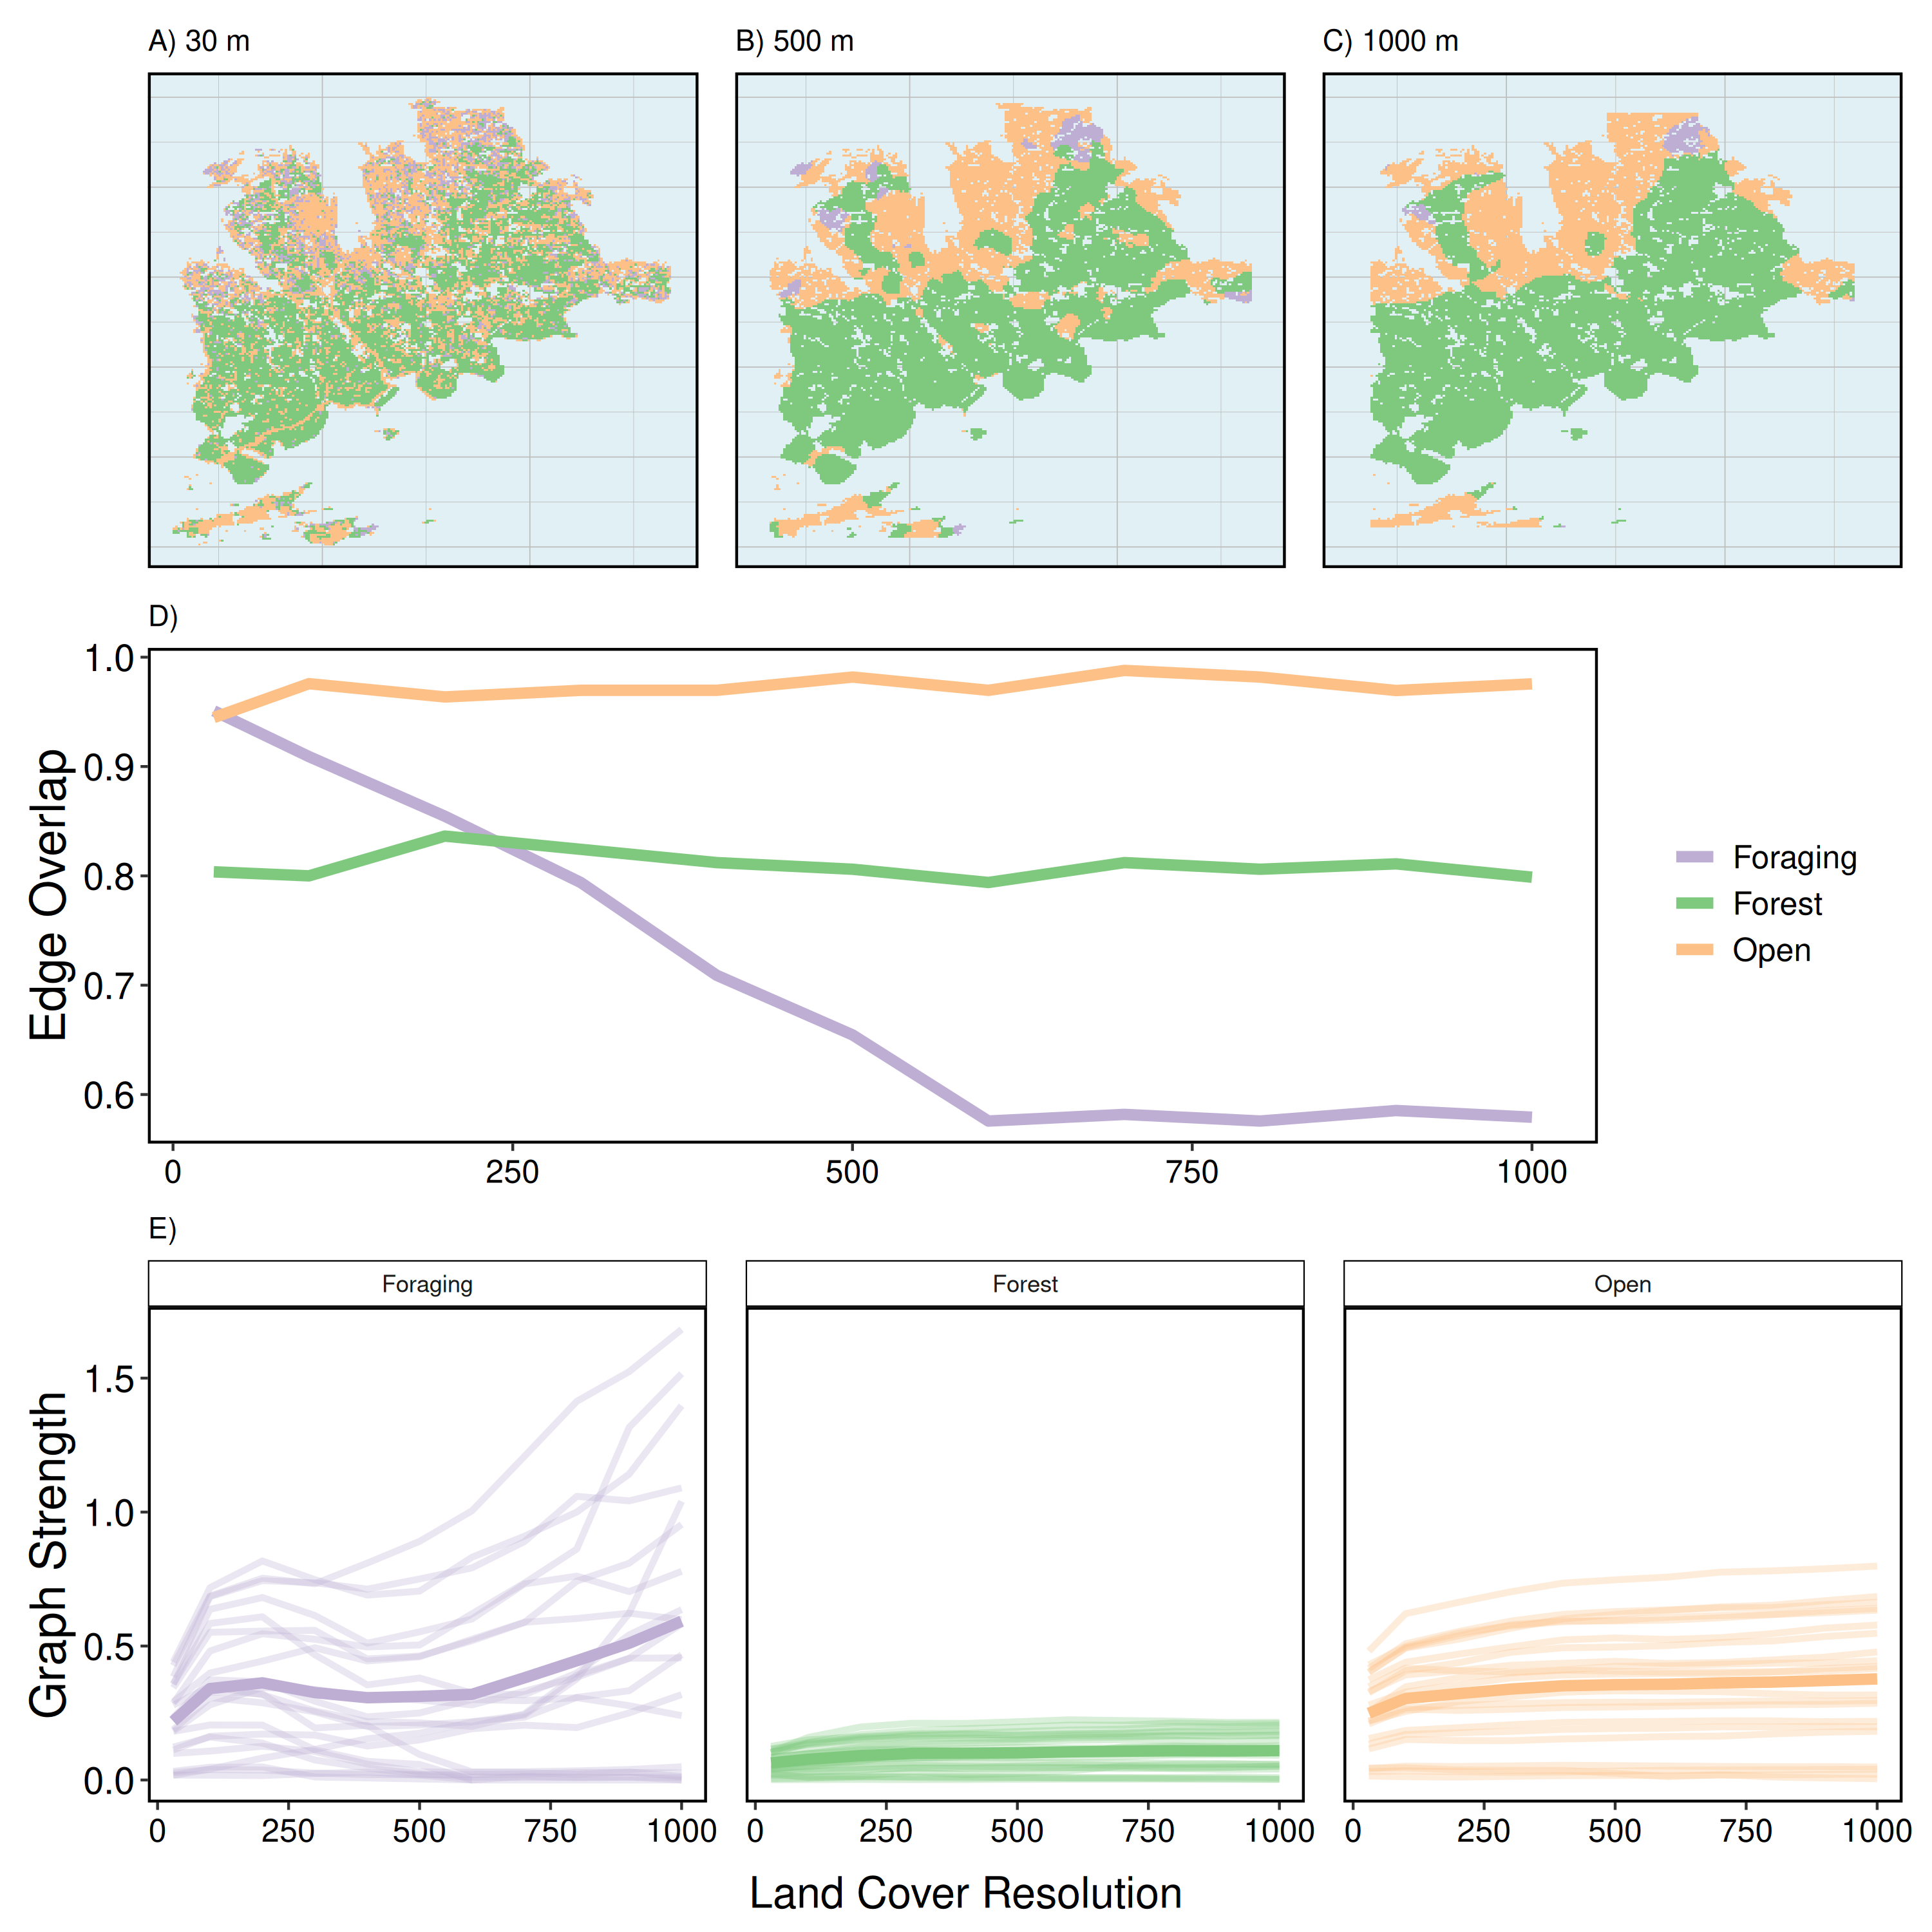 A) 30 m
B) 500 m
C) 1000 m
D)
Edge Overlap
1.0
0.9
0.8
0.7
0.6
0 250 500 750 1000
Foraging
Forest
Open
E)
Foraging
Forest
Open
Graph Strength
1.5
1.0
0.5
0.0
0 250 500 750 1000
0 250 500 750 1000
0 250 500 750 1000
Land Cover Resolution